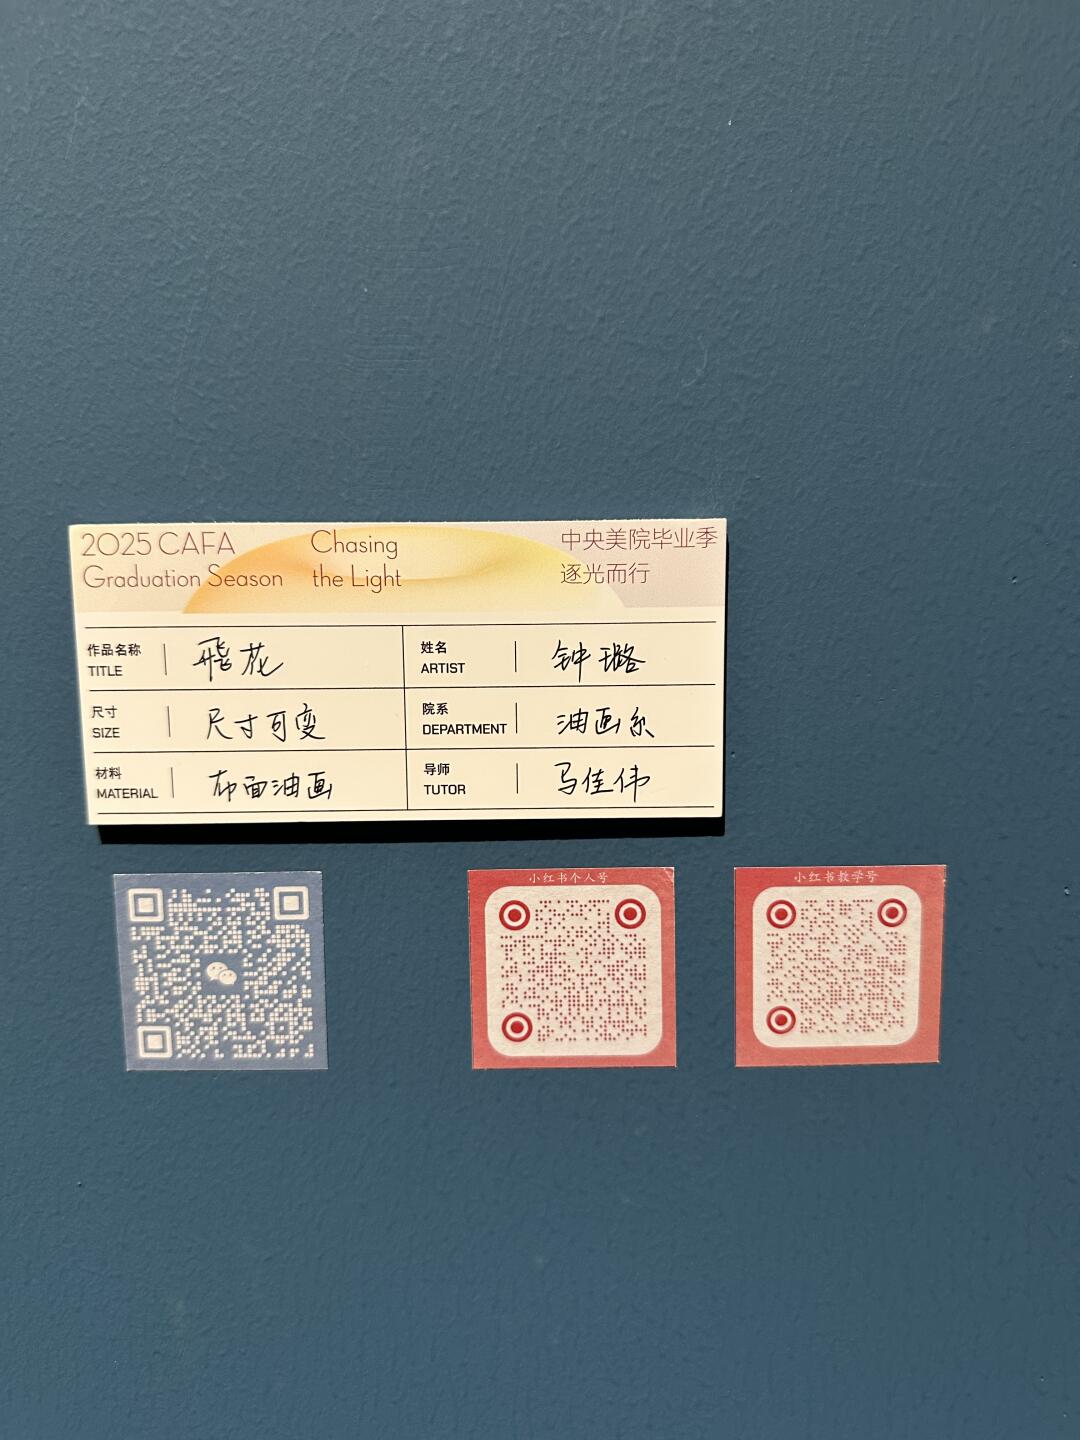 2025 CAFA
Graduation Season
Chasing
the Light
中央美院毕业季
逐光而行
作品名称
TITLE
飛花
姓名
ARTIST
钟璐
尺寸
SIZE
尺寸可变
院系
DEPARTMENT
油画系
材料
MATERIAL
布面油画
导师
TUTOR
马佳伟
小红书个人号
小红书教学号